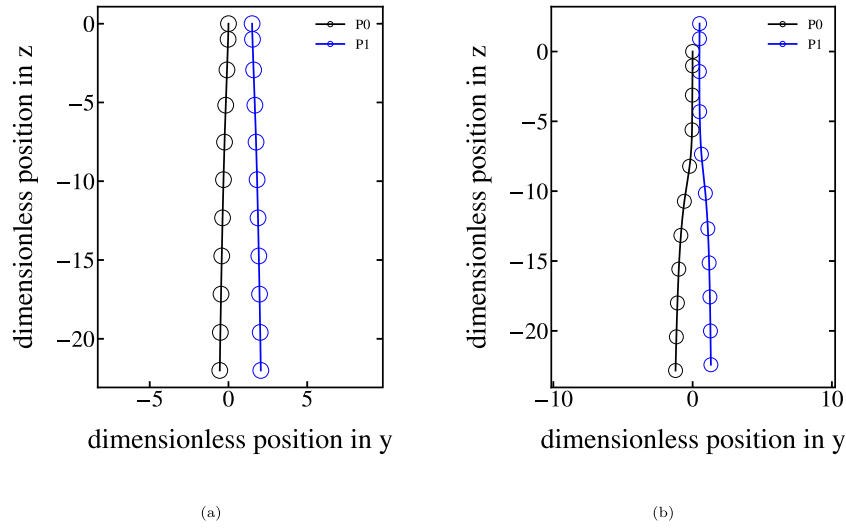 dimensionless position in z
0
−5
−10
−15
−20
−5
0
5
dimensionless position in y
P0
P1
(a)
dimensionless position in z
0
−5
−10
−15
−20
−10
0
10
dimensionless position in y
P0
P1
(b)